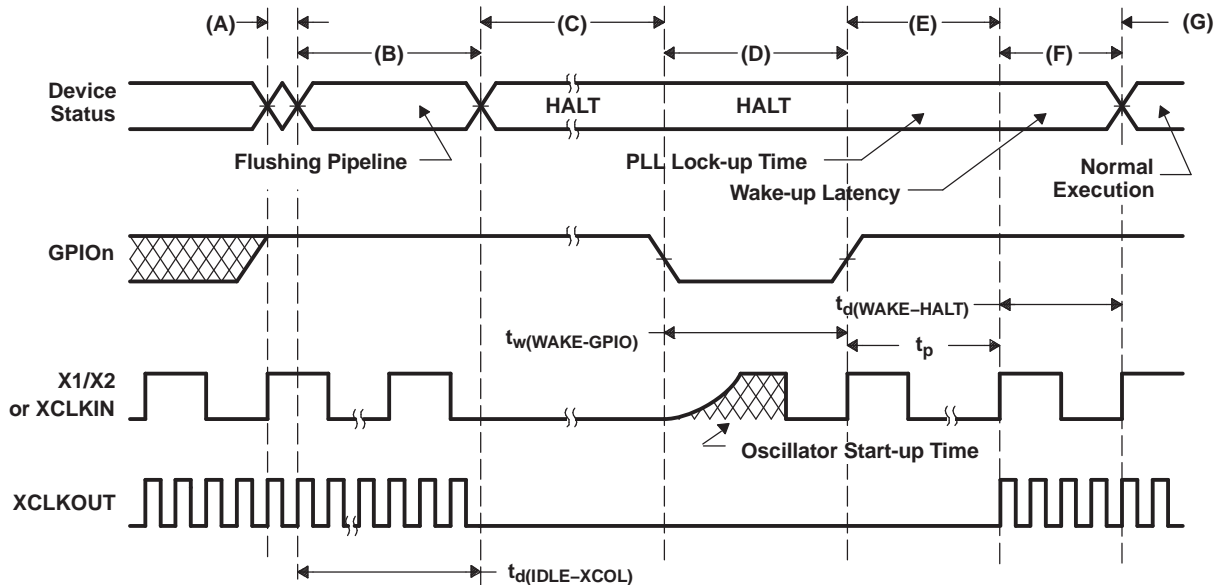 (A)
(B)
(C)
(D)
(E)
(F)
(G)
Device
Status
HALT
HALT
Flushing Pipeline
PLL Lock-up Time
Wake-up Latency
Normal
Execution
GPIOn
td(WAKE−HALT)
tw(WAKE-GPIO)
tp
X1/X2
or XCLKIN
Oscillator Start-up Time
XCLKOUT
td(IDLE−XCOL)